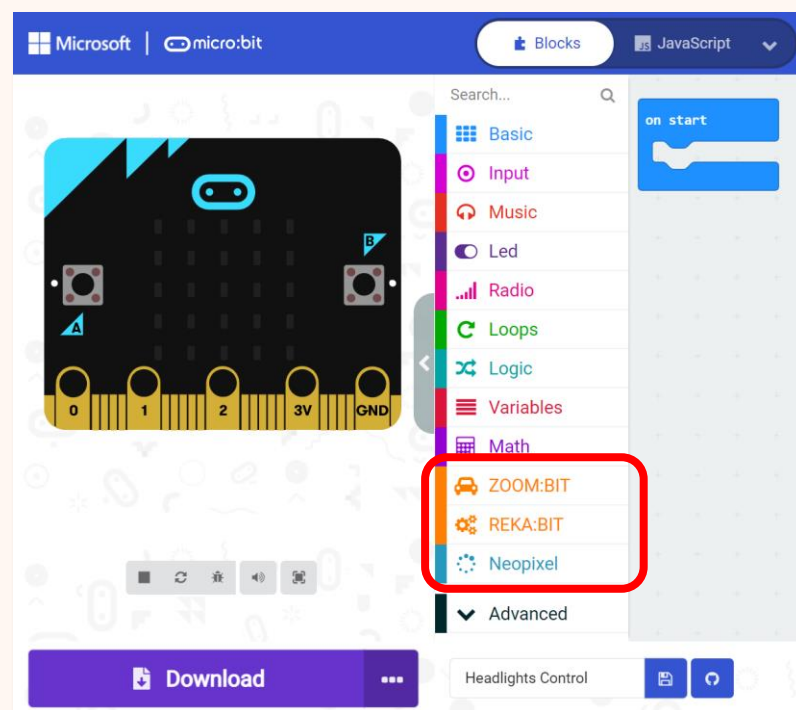 Microsoft | micro:bit
Blocks
JS JavaScript
Search...
on start
Basic
Input
Music
B
Led
Radio
A
Loops
Logic
0 1 2 3V GND
Variables
Math
ZOOM:BIT
REKA:BIT
Neopixel
Advanced
Download
Headlights Control